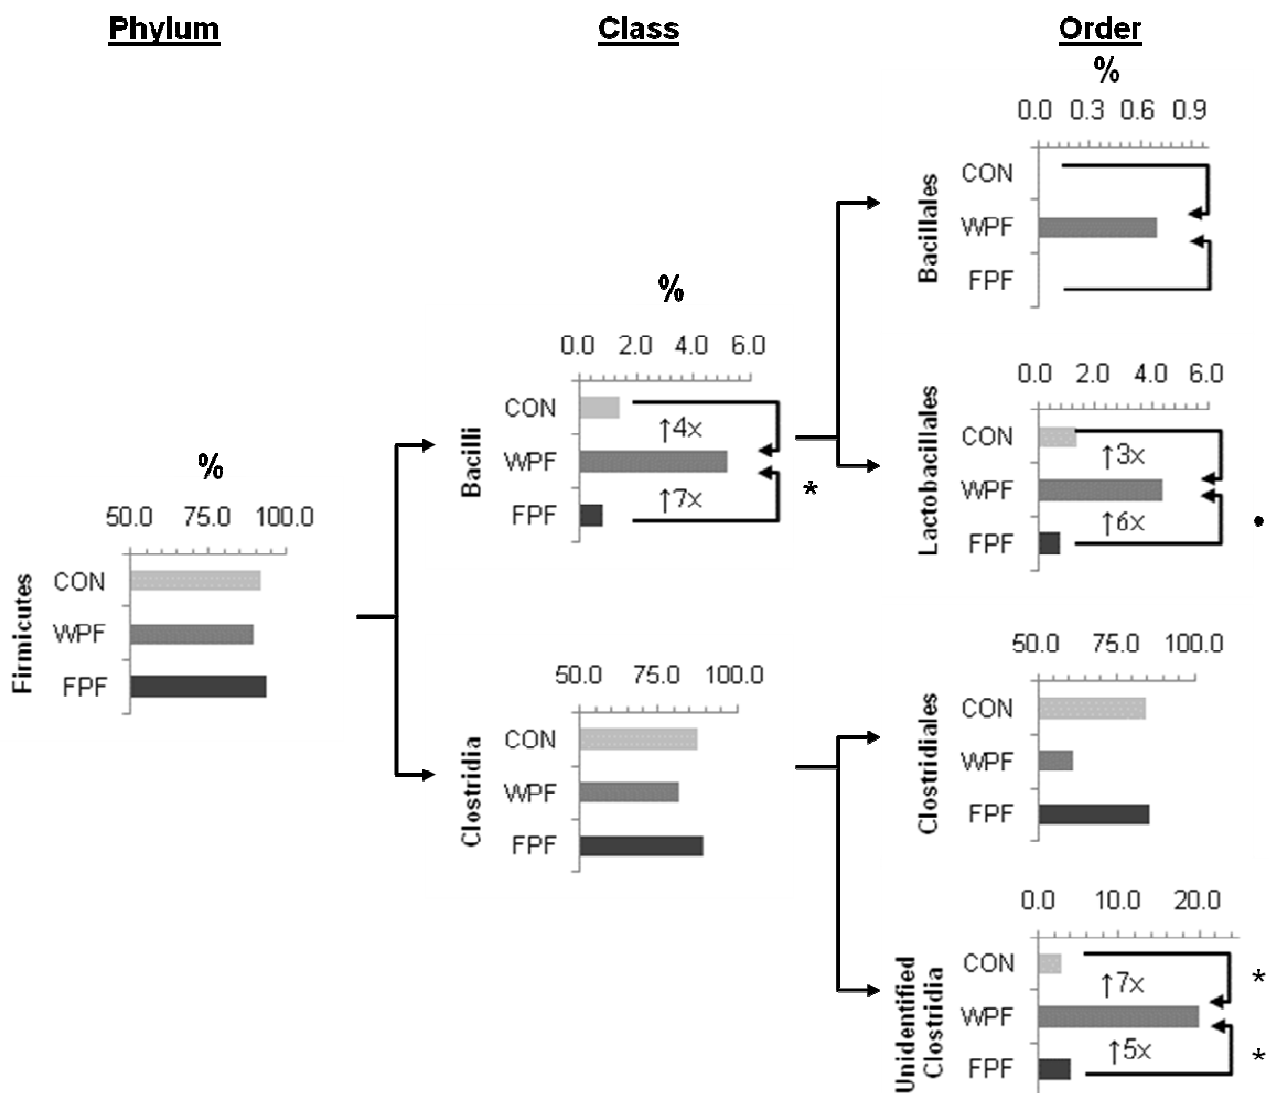 Phylum
Class
Order
%
0.0 0.3 0.6 0.9
Bacillales
CON
WPF
FPF
%
0.0 2.0 4.0 6.0
Bacilli
CON
↑4x
WPF
↑7x
FPF
*
0.0 2.0 4.0 6.0
Lactobacillales
CON
↑3x
WPF
↑6x
FPF
•
%
50.0 75.0 100.0
Firmicutes
CON
WPF
FPF
50.0 75.0 100.0
Clostridia
CON
WPF
FPF
50.0 75.0 100.0
Clostridiales
CON
WPF
FPF
0.0 10.0 20.0
Unidentified
Clostridia
CON
↑7x
*
WPF
↑5x
*
FPF